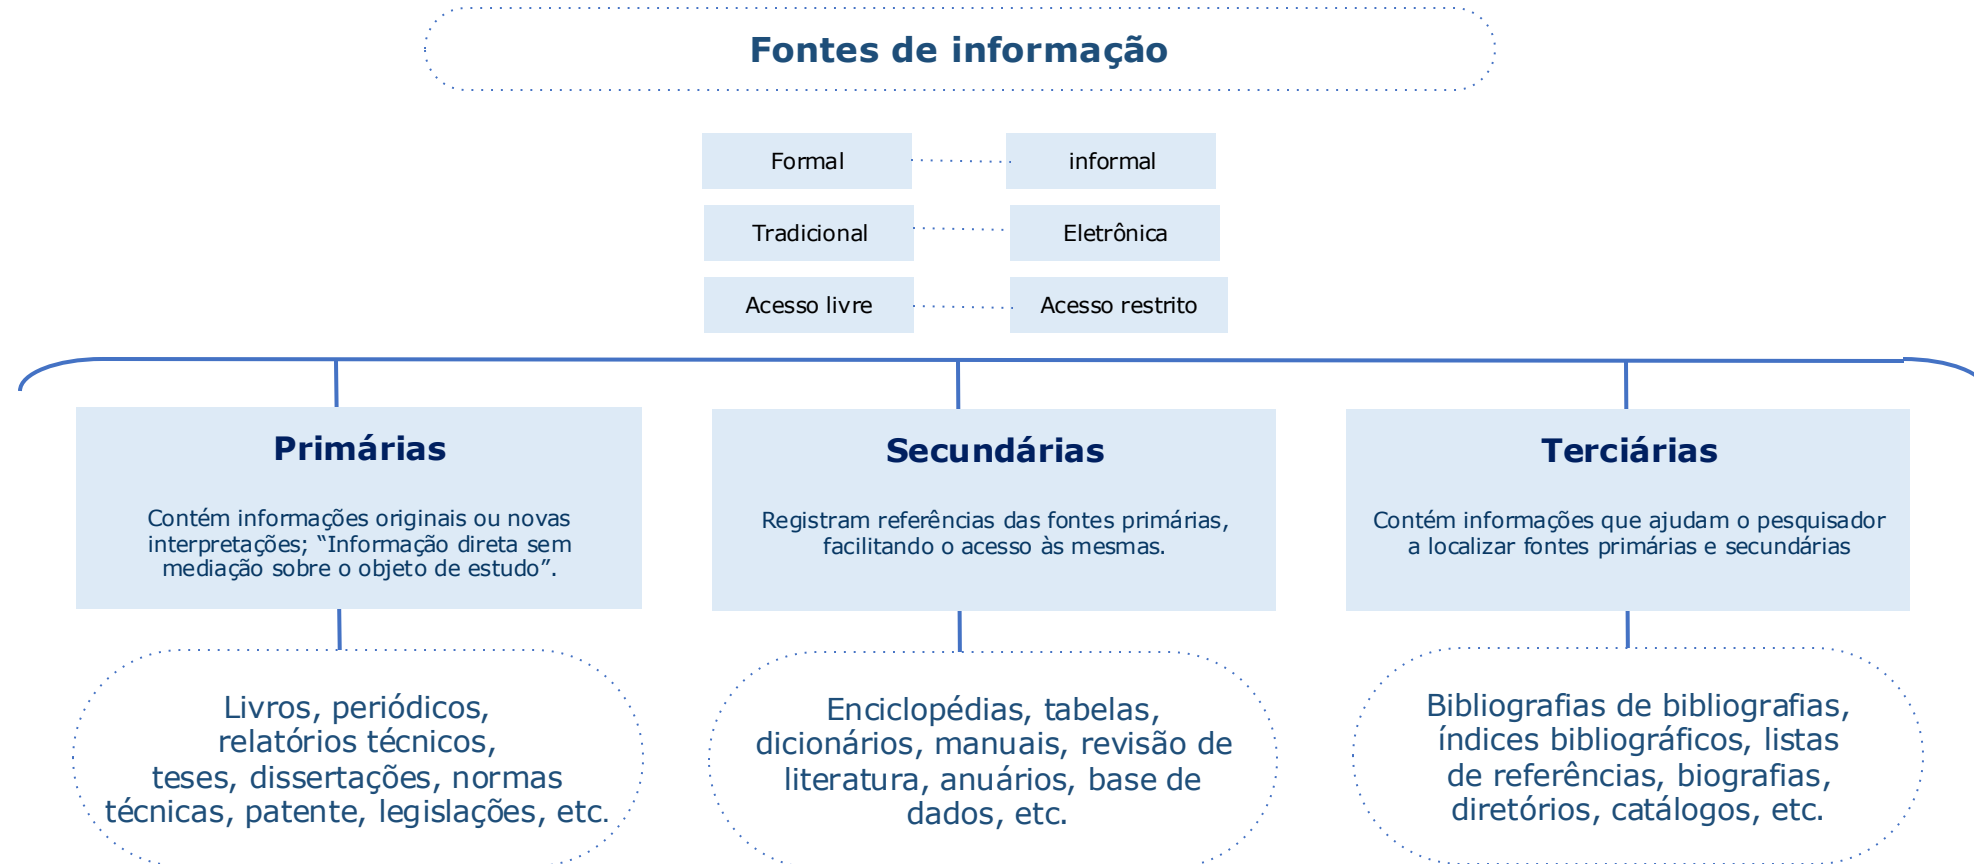 Fontes de informação
Formal
informal
Tradicional
Eletrônica
Acesso livre
Acesso restrito
Primárias
Contém informações originais ou novas
interpretações; “Informação direta sem
mediação sobre o objeto de estudo”.
Livros, periódicos,
relatórios técnicos,
teses, dissertações, normas
técnicas, patente, legislações, etc.
Secundárias
Registram referências das fontes primárias,
facilitando o acesso às mesmas.
Enciclopédias, tabelas,
dicionários, manuais, revisão de
literatura, anuários, base de
dados, etc.
Terciárias
Contém informações que ajudam o pesquisador
a localizar fontes primárias e secundárias
Bibliografias de bibliografias,
índices bibliográficos, listas
de referências, biografias,
diretórios, catálogos, etc.